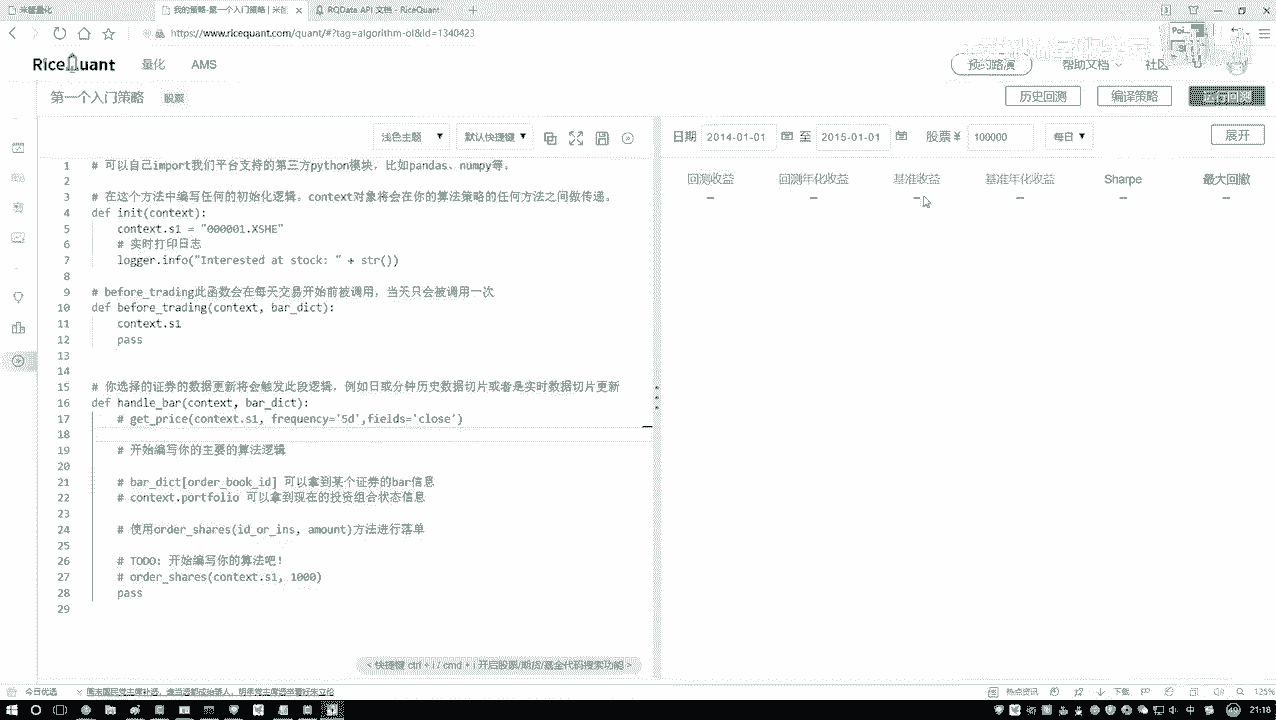 米筐量化
我的策略-第一个入门策略 | 米筐
RQData API 文档 - RiceQuant
https://www.ricequant.com/quant/#?tag=algorithm-ol&id=1340423
RiceQuant 量化 AMS 预约路演 帮助文档 社区
第一个入门策略 股票 历史回测 编译策略 运行回测
浅色主题 默认快捷键
日期 2014-01-01 至 2015-01-01 股票 ¥ 100000 每日 展开
回测收益 回测年化收益 基准收益 基准年化收益 Sharpe 最大回撤
-- -- -- -- -- --
1 # 可以自己import我们平台支持的第三方python模块，比如pandas、numpy等。
2
3 # 在这个方法中编写任何的初始化逻辑。context对象将会在你的算法策略的任何方法之间做传递。
4 def init(context):
5 context.s1 = "000001.XSHE"
6 # 实时打印日志
7 logger.info("Interested at stock: " + str())
8
9 # before_trading此函数会在每天交易开始前被调用，当天只会被调用一次
10 def before_trading(context, bar_dict):
11 context.s1
12 pass
13
14
15 # 你选择的证券的数据更新将会触发此段逻辑，例如日或分钟历史数据切片或者是实时数据切片更新
16 def handle_bar(context, bar_dict):
17 # get_price(context.s1, frequency='5d',fields='close')
18
19 # 开始编写你的主要的算法逻辑
20
21 # bar_dict[order_book_id] 可以拿到某个证券的bar信息
22 # context.portfolio 可以拿到现在的投资组合状态信息
23
24 # 使用order_shares(id_or_ins, amount)方法进行落单
25
26 # TODO: 开始编写你的算法吧！
27 # order_shares(context.s1, 1000)
28 pass
29
< 快捷键 ctrl + i / cmd + i 开启股票/期货/基金代码搜索功能 >
今日优选 热点资讯 下载 125%
中 21:18